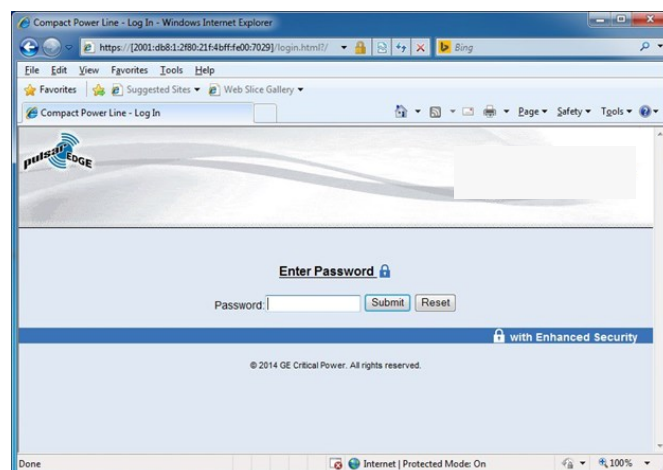 Compact Power Line - Log In - Windows Internet Explorer
https://[2001:db8:1:2f80:21f:4bff:fe00:7029]/login.html?/
Bing
File Edit View Favorites Tools Help
Favorites Suggested Sites Web Slice Gallery
Compact Power Line - Log In
Page Safety Tools
pulsar EDGE
Enter Password
Password: Submit Reset
with Enhanced Security
© 2014 GE Critical Power. All rights reserved.
Done Internet | Protected Mode: On 100%